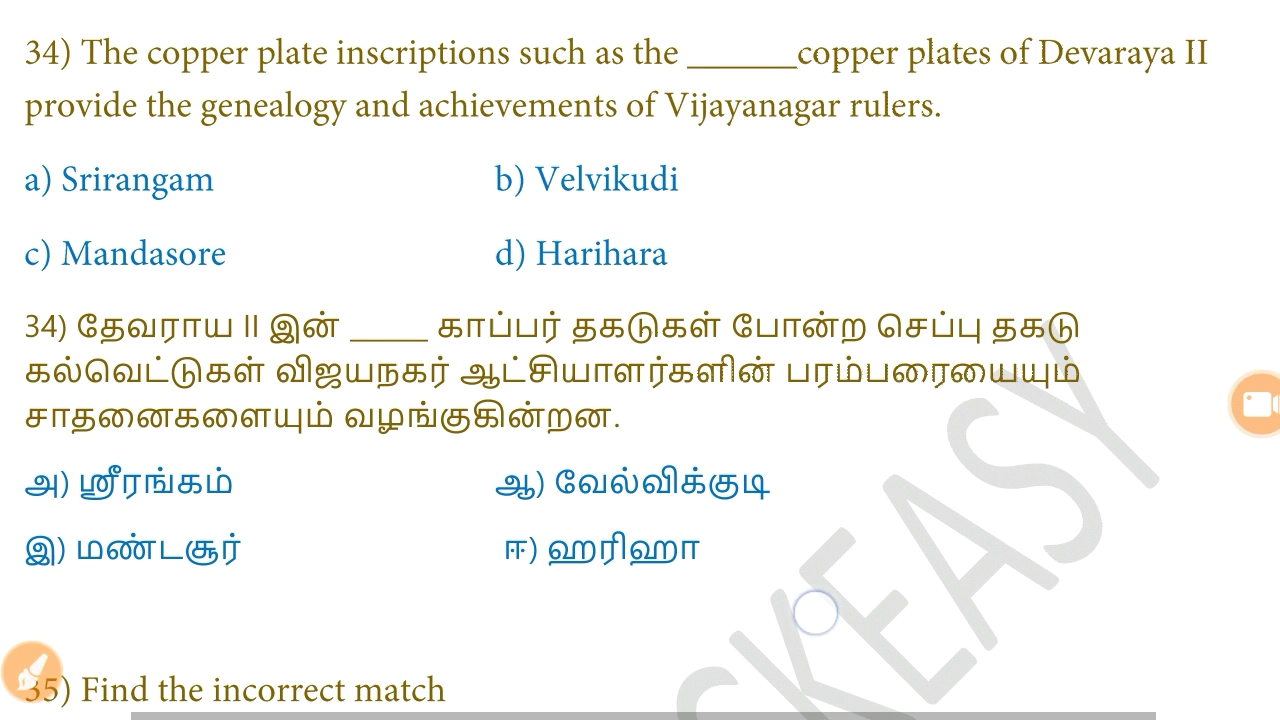 34) The copper plate inscriptions such as the ______copper plates of Devaraya II
provide the genealogy and achievements of Vijayanagar rulers.
a) Srirangam b) Velvikudi
c) Mandasore d) Harihara
34) தேவராய II இன் _____ காப்பர் தகடுகள் போன்ற செப்பு தகடு
கல்வெட்டுகள் விஜயநகர் ஆட்சியாளர்களின் பரம்பரையையும்
சாதனைகளையும் வழங்குகின்றன.
அ) ஸ்ரீரங்கம் ஆ) வேல்விக்குடி
இ) மண்டசூர் ஈ) ஹரிஹா
35) Find the incorrect match
CKEASY